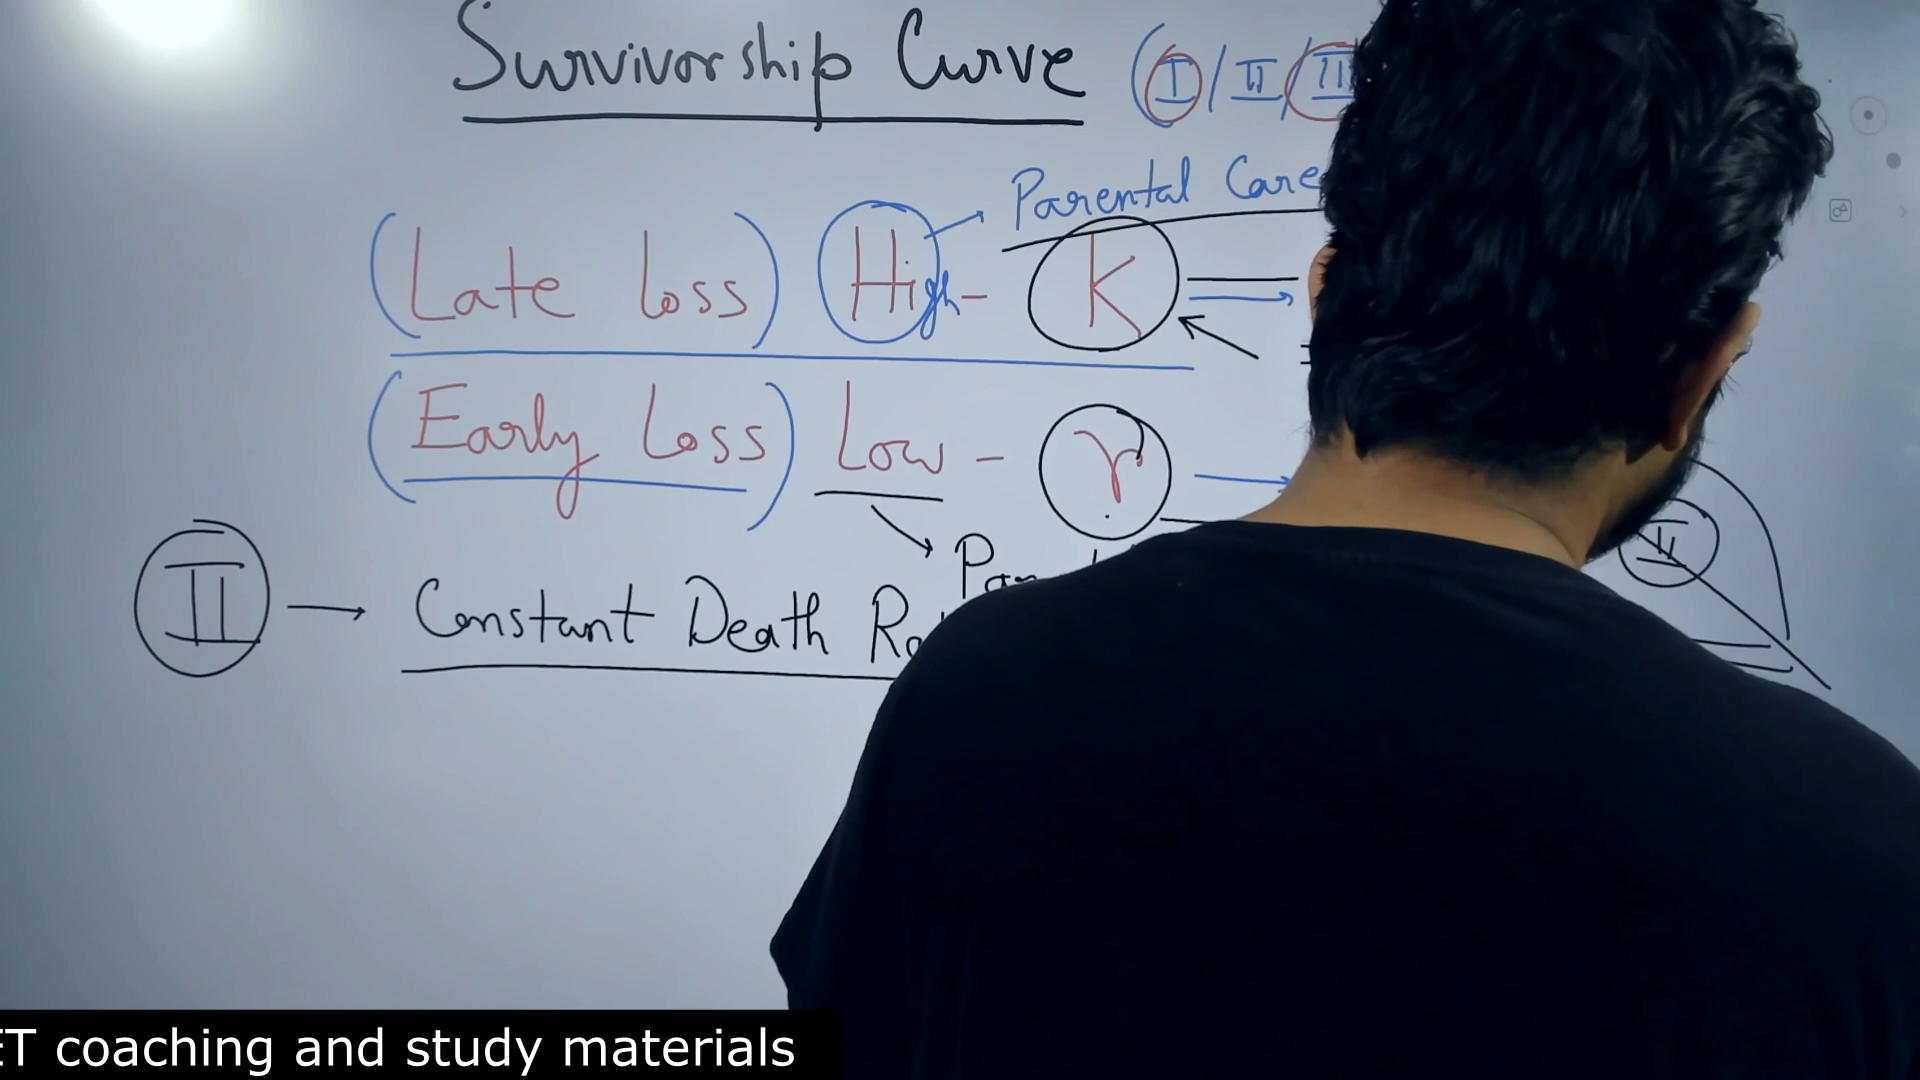 Survivorship Curve (I/II/III
Parental Care
(Late loss) High - K
(Early Loss) Low - r
II → Constant Death
II
ET coaching and study materials